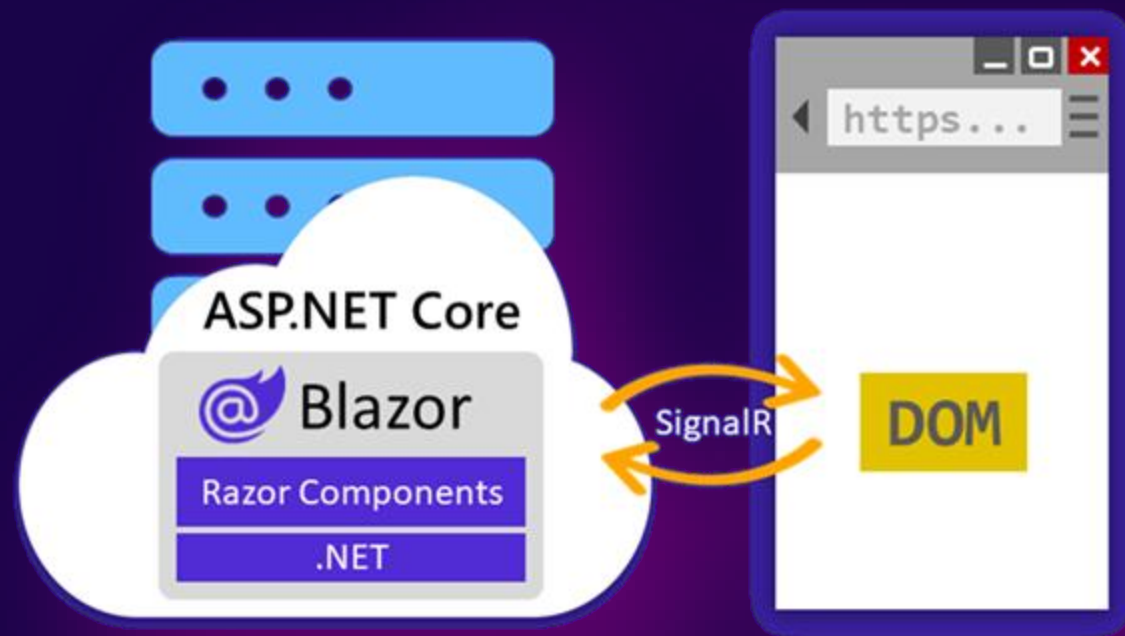 ASP.NET Core
@ Blazor
Razor Components
.NET
SignalR
https...
DOM